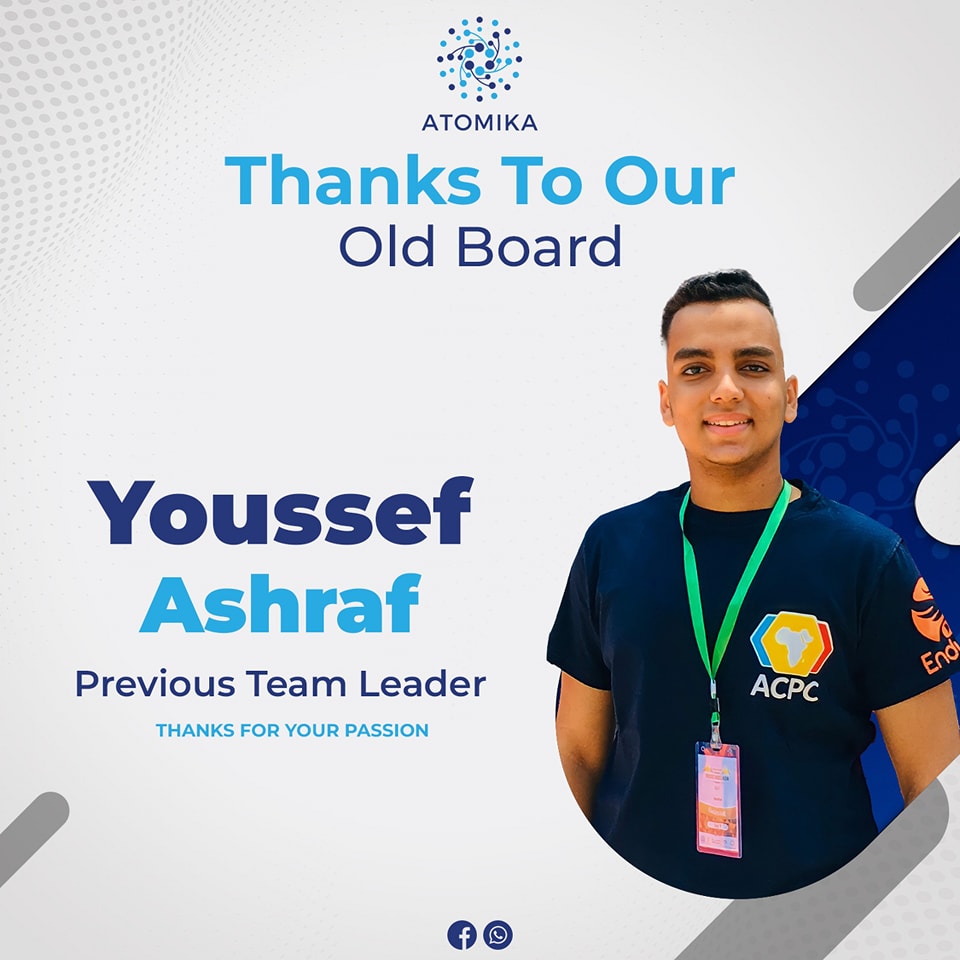 ATOMIKA
Thanks To Our
Old Board
Youssef
Ashraf
Previous Team Leader
THANKS FOR YOUR PASSION
ACPC